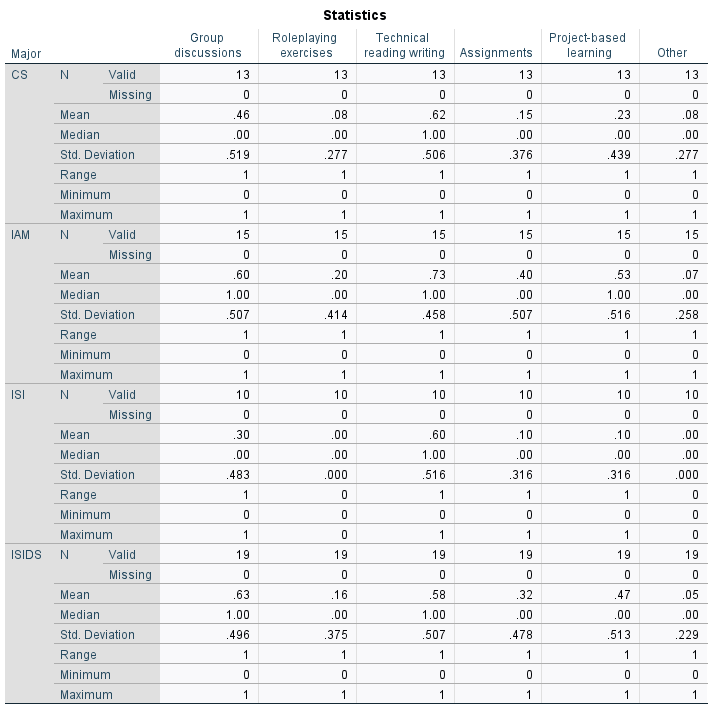 Statistics
Major Group discussions Roleplaying exercises Technical reading writing Assignments Project-based learning Other
CS N Valid 13 13 13 13 13 13
Missing 0 0 0 0 0 0
Mean .46 .08 .62 .15 .23 .08
Median .00 .00 1.00 .00 .00 .00
Std. Deviation .519 .277 .506 .376 .439 .277
Range 1 1 1 1 1 1
Minimum 0 0 0 0 0 0
Maximum 1 1 1 1 1 1
IAM N Valid 15 15 15 15 15 15
Missing 0 0 0 0 0 0
Mean .60 .20 .73 .40 .53 .07
Median 1.00 .00 1.00 .00 1.00 .00
Std. Deviation .507 .414 .458 .507 .516 .258
Range 1 1 1 1 1 1
Minimum 0 0 0 0 0 0
Maximum 1 1 1 1 1 1
ISI N Valid 10 10 10 10 10 10
Missing 0 0 0 0 0 0
Mean .30 .00 .60 .10 .10 .00
Median .00 .00 1.00 .00 .00 .00
Std. Deviation .483 .000 .516 .316 .316 .000
Range 1 0 1 1 1 0
Minimum 0 0 0 0 0 0
Maximum 1 0 1 1 1 0
ISIDS N Valid 19 19 19 19 19 19
Missing 0 0 0 0 0 0
Mean .63 .16 .58 .32 .47 .05
Median 1.00 .00 1.00 .00 .00 .00
Std. Deviation .496 .375 .507 .478 .513 .229
Range 1 1 1 1 1 1
Minimum 0 0 0 0 0 0
Maximum 1 1 1 1 1 1